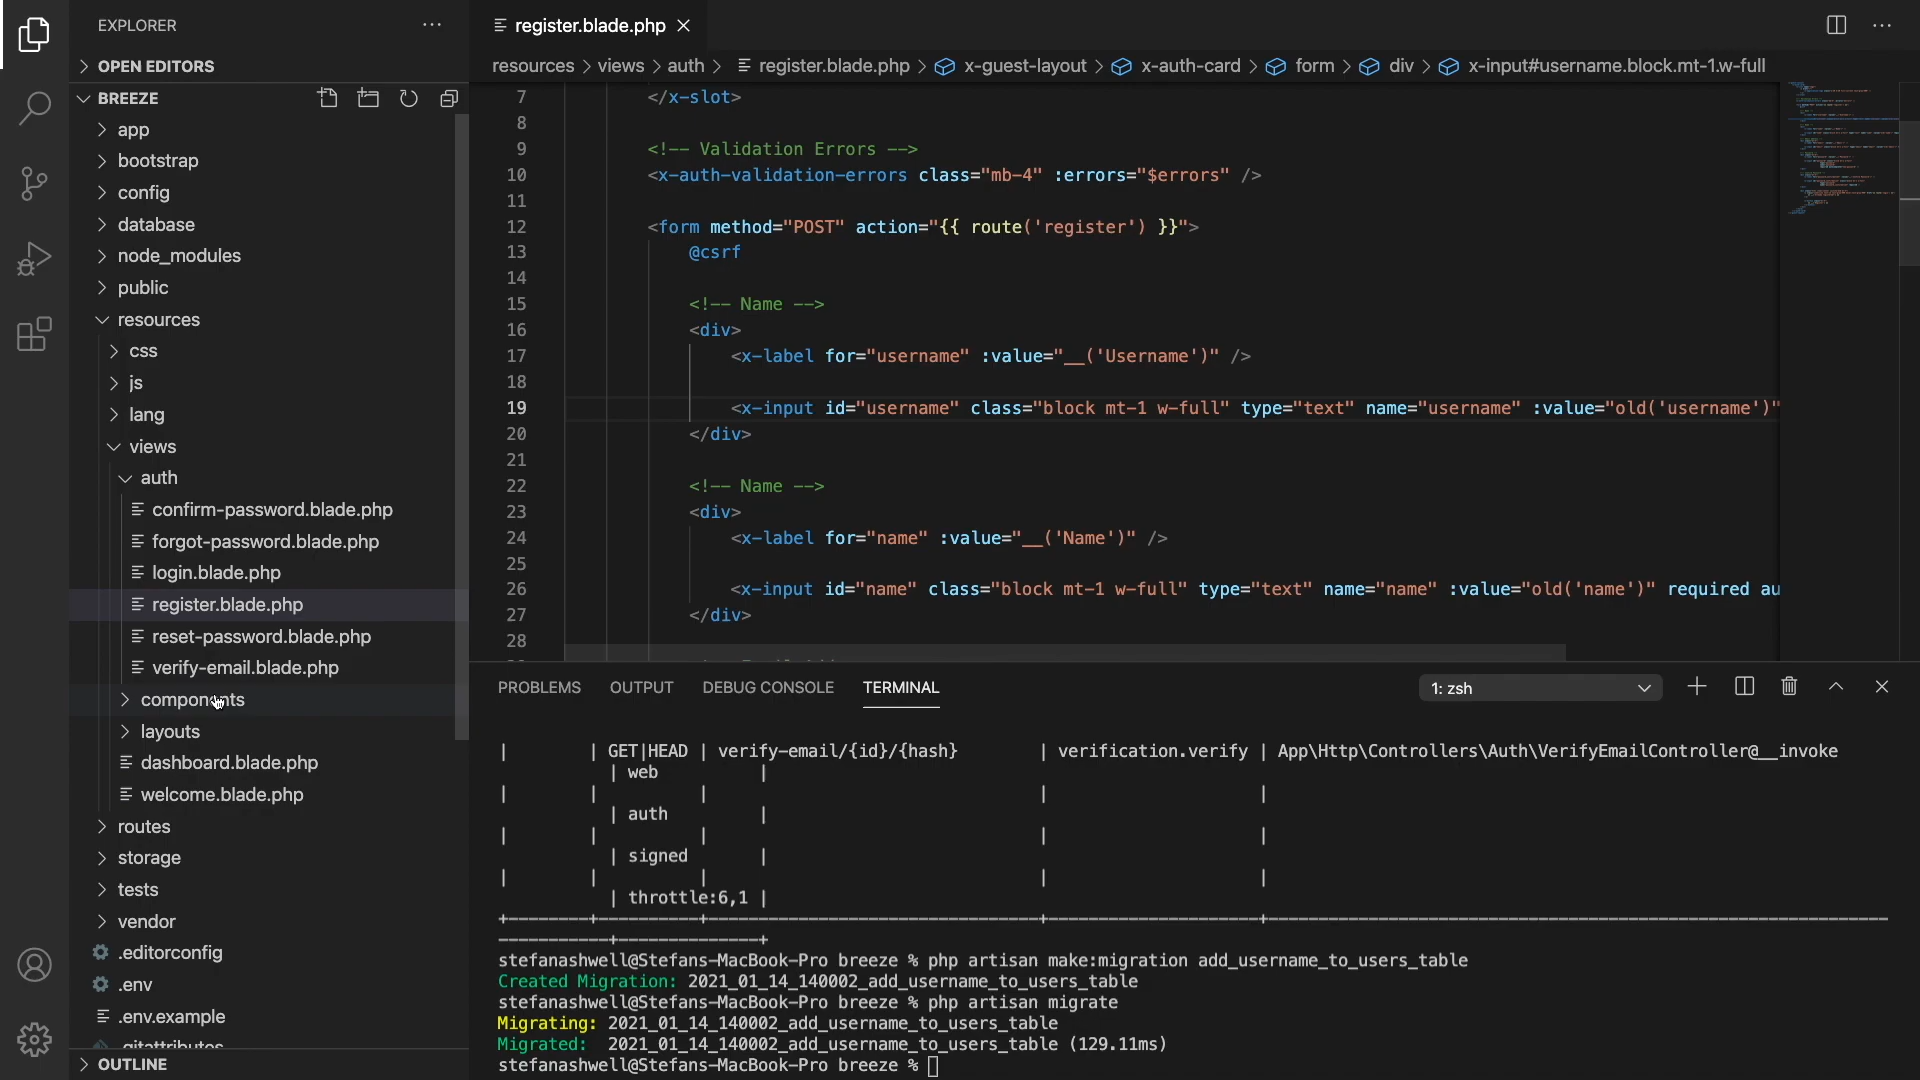 EXPLORER
OPEN EDITORS
BREEZE
app
bootstrap
config
database
node_modules
public
resources
css
js
lang
views
auth
confirm-password.blade.php
forgot-password.blade.php
login.blade.php
register.blade.php
reset-password.blade.php
verify-email.blade.php
components
layouts
dashboard.blade.php
welcome.blade.php
routes
storage
tests
vendor
.editorconfig
.env
.env.example
.gitattributes
OUTLINE
register.blade.php
resources > views > auth > register.blade.php > x-guest-layout > x-auth-card > form > div > x-input#username.block.mt-1.w-full
7 </x-slot>
8
9 <!-- Validation Errors -->
10 <x-auth-validation-errors class="mb-4" :errors="$errors" />
11
12 <form method="POST" action="{{ route('register') }}">
13 @csrf
14
15 <!-- Name -->
16 <div>
17 <x-label for="username" :value="__('Username')" />
18
19 <x-input id="username" class="block mt-1 w-full" type="text" name="username" :value="old('username')"
20 </div>
21
22 <!-- Name -->
23 <div>
24 <x-label for="name" :value="__('Name')" />
25
26 <x-input id="name" class="block mt-1 w-full" type="text" name="name" :value="old('name')" required au
27 </div>
28
PROBLEMS OUTPUT DEBUG CONSOLE TERMINAL 1: zsh
| | GET|HEAD | verify-email/{id}/{hash} | verification.verify | App\Http\Controllers\Auth\VerifyEmailController@__invoke
| web |
| | | | |
| auth |
| | | | |
| signed |
| | | | |
| throttle:6,1 |
stefanashwell@Stefans-MacBook-Pro breeze % php artisan make:migration add_username_to_users_table
Created Migration: 2021_01_14_140002_add_username_to_users_table
stefanashwell@Stefans-MacBook-Pro breeze % php artisan migrate
Migrating: 2021_01_14_140002_add_username_to_users_table
Migrated: 2021_01_14_140002_add_username_to_users_table (129.11ms)
stefanashwell@Stefans-MacBook-Pro breeze %